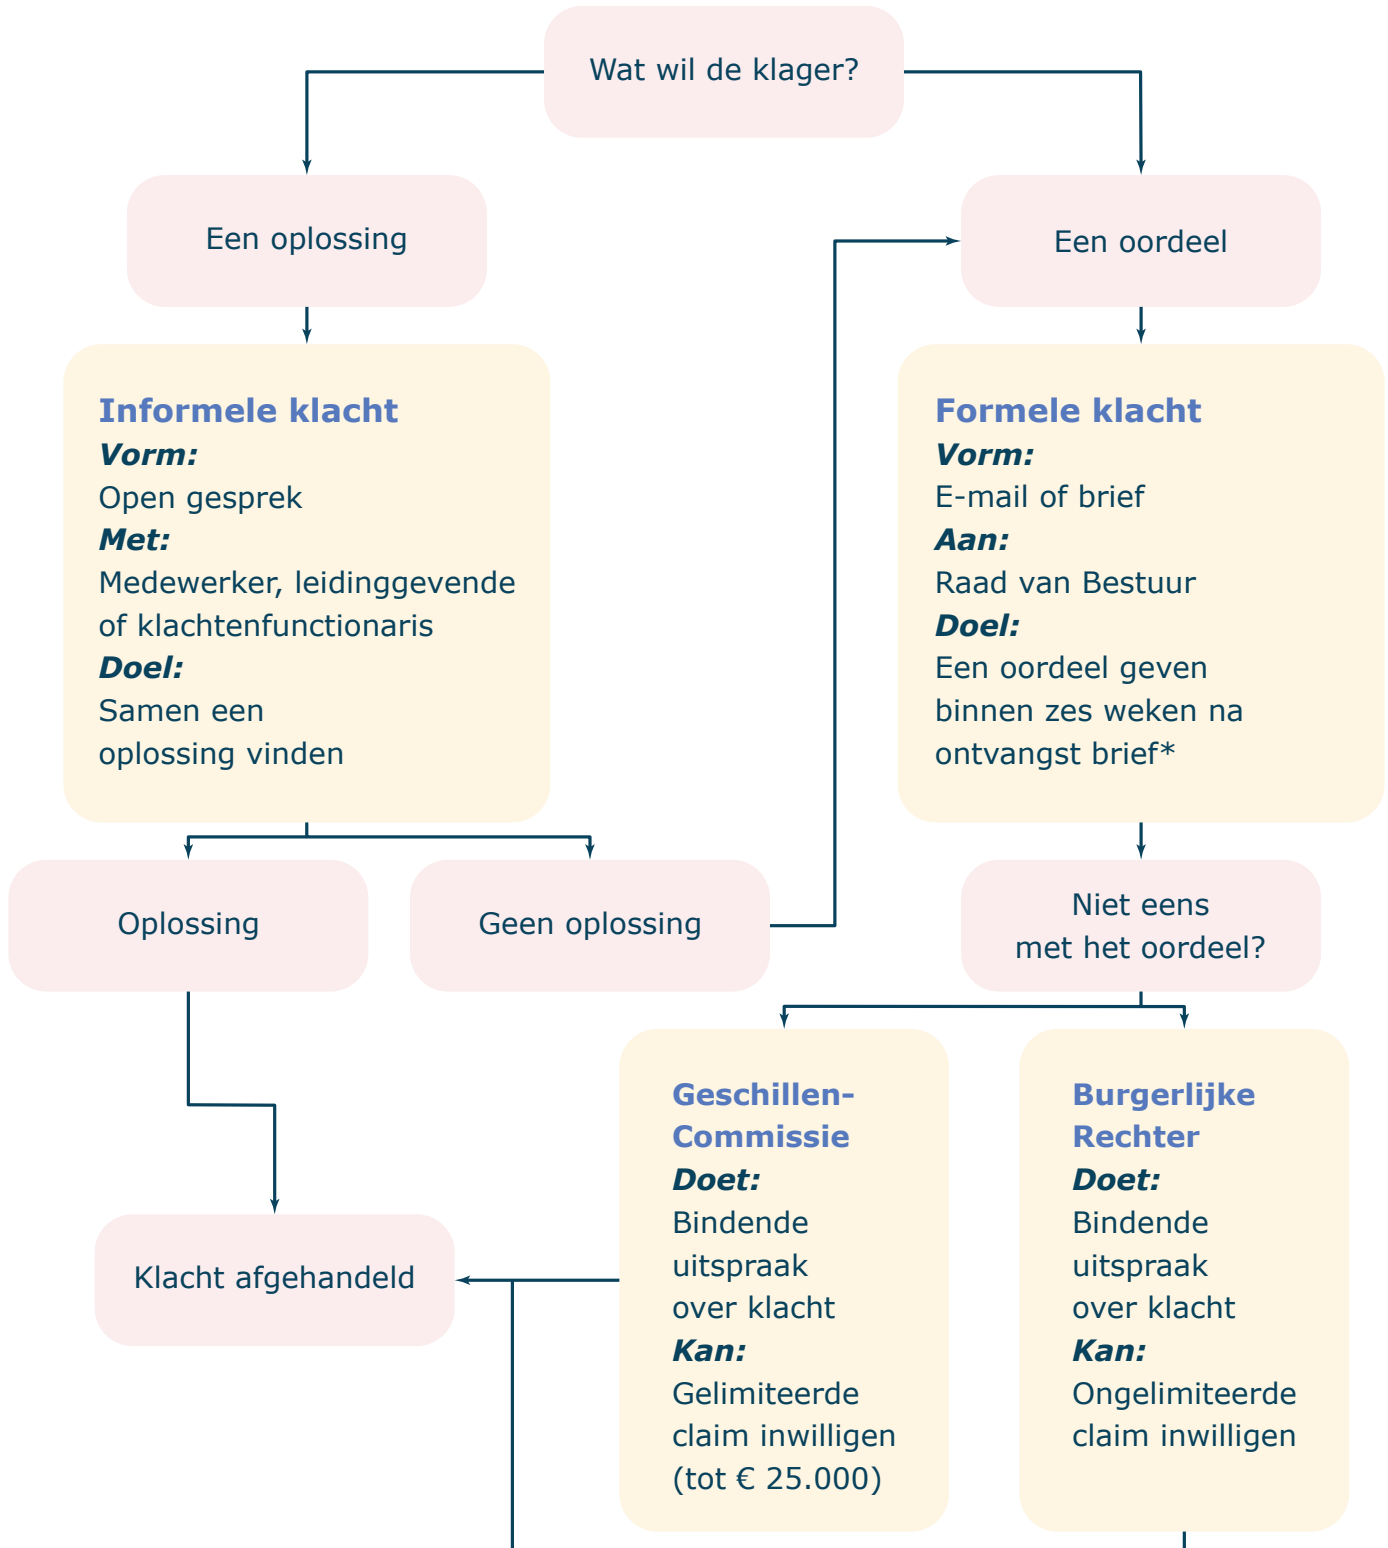 Wat wil de klager?
Een oplossing
Een oordeel
Informele klacht
Vorm:
Open gesprek
Met:
Medewerker, leidinggevende
of klachtenfunctionaris
Doel:
Samen een
oplossing vinden
Formele klacht
Vorm:
E-mail of brief
Aan:
Raad van Bestuur
Doel:
Een oordeel geven
binnen zes weken na
ontvangst brief*
Oplossing
Geen oplossing
Niet eens
met het oordeel?
Klacht afgehandeld
Geschillen-
Commissie
Doet:
Bindende
uitspraak
over klacht
Kan:
Gelimiteerde
claim inwilligen
(tot € 25.000)
Burgerlijke
Rechter
Doet:
Bindende
uitspraak
over klacht
Kan:
Ongelimiteerde
claim inwilligen